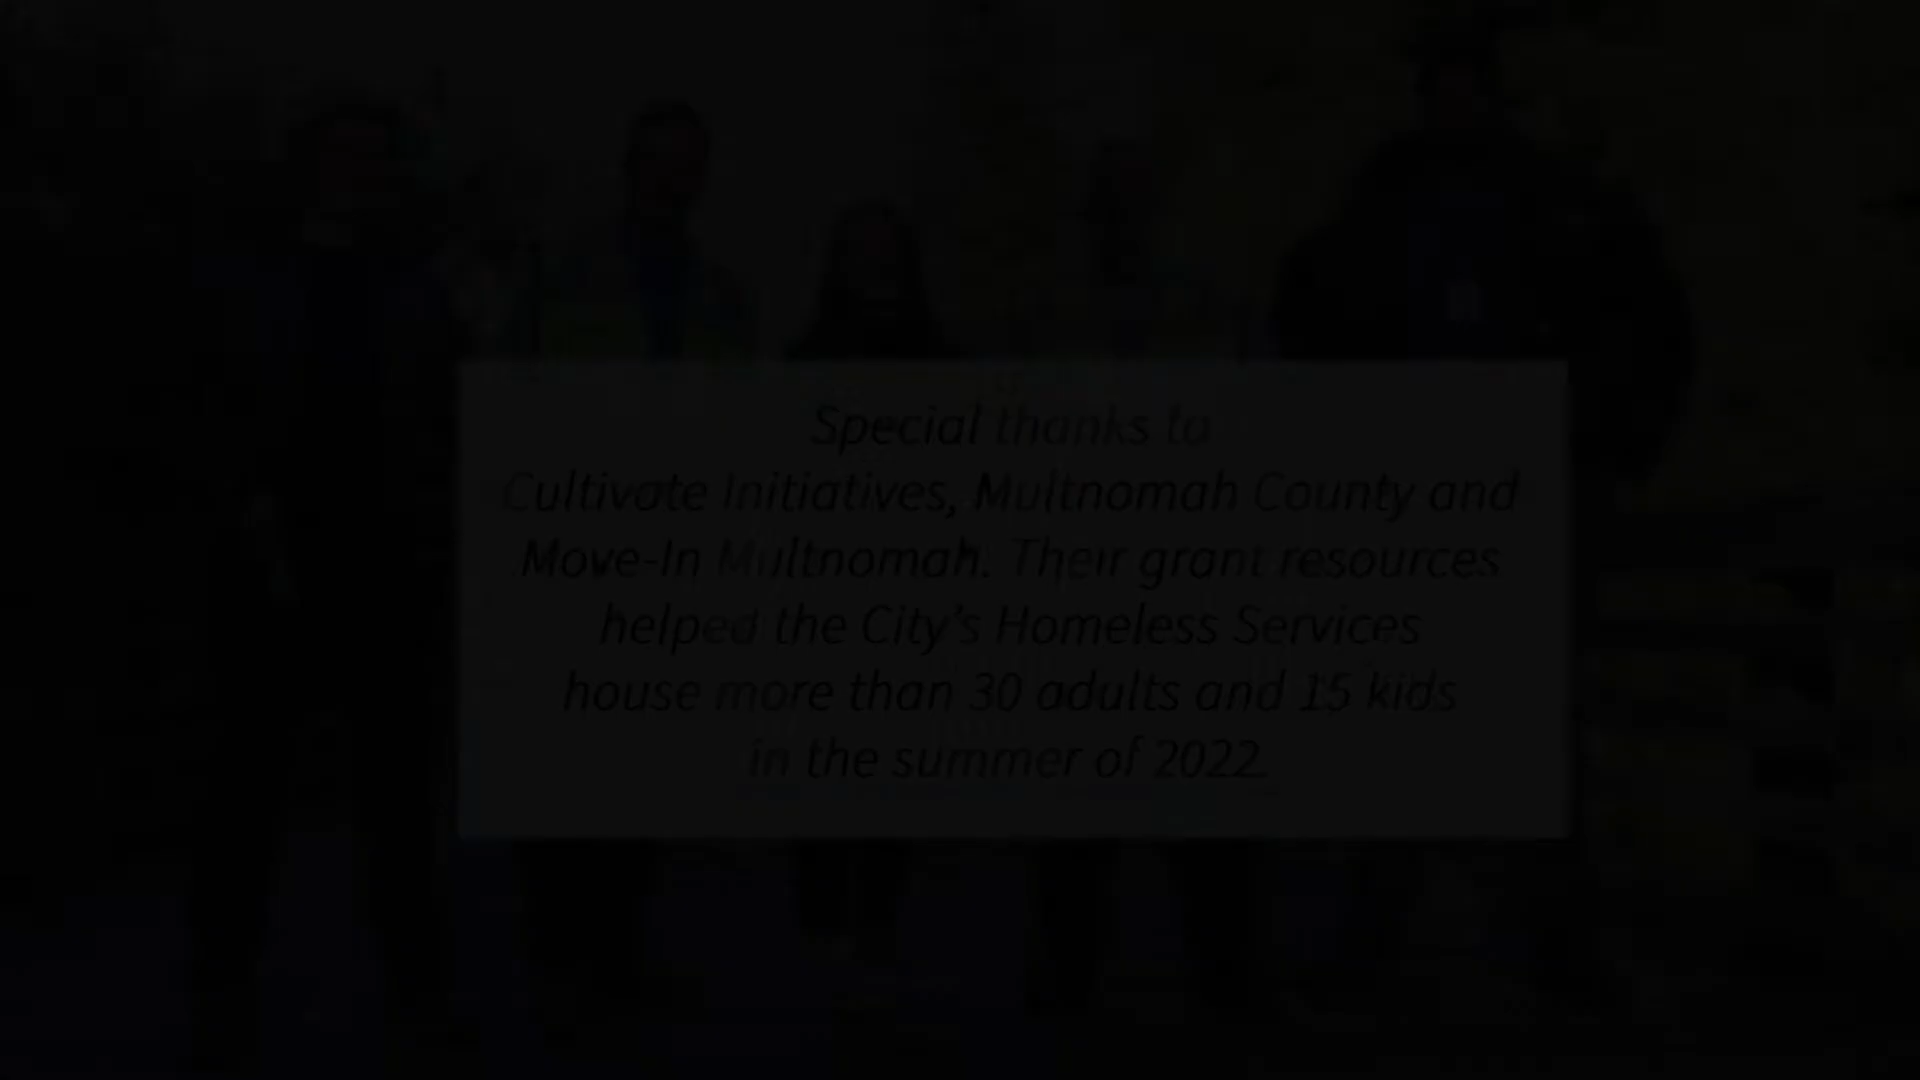 Special thanks to
Cultivate Initiatives, Multnomah County and
Move-In Multnomah. Their grant resources
helped the City's Homeless Services
house more than 30 adults and 15 kids
in the summer of 2022.